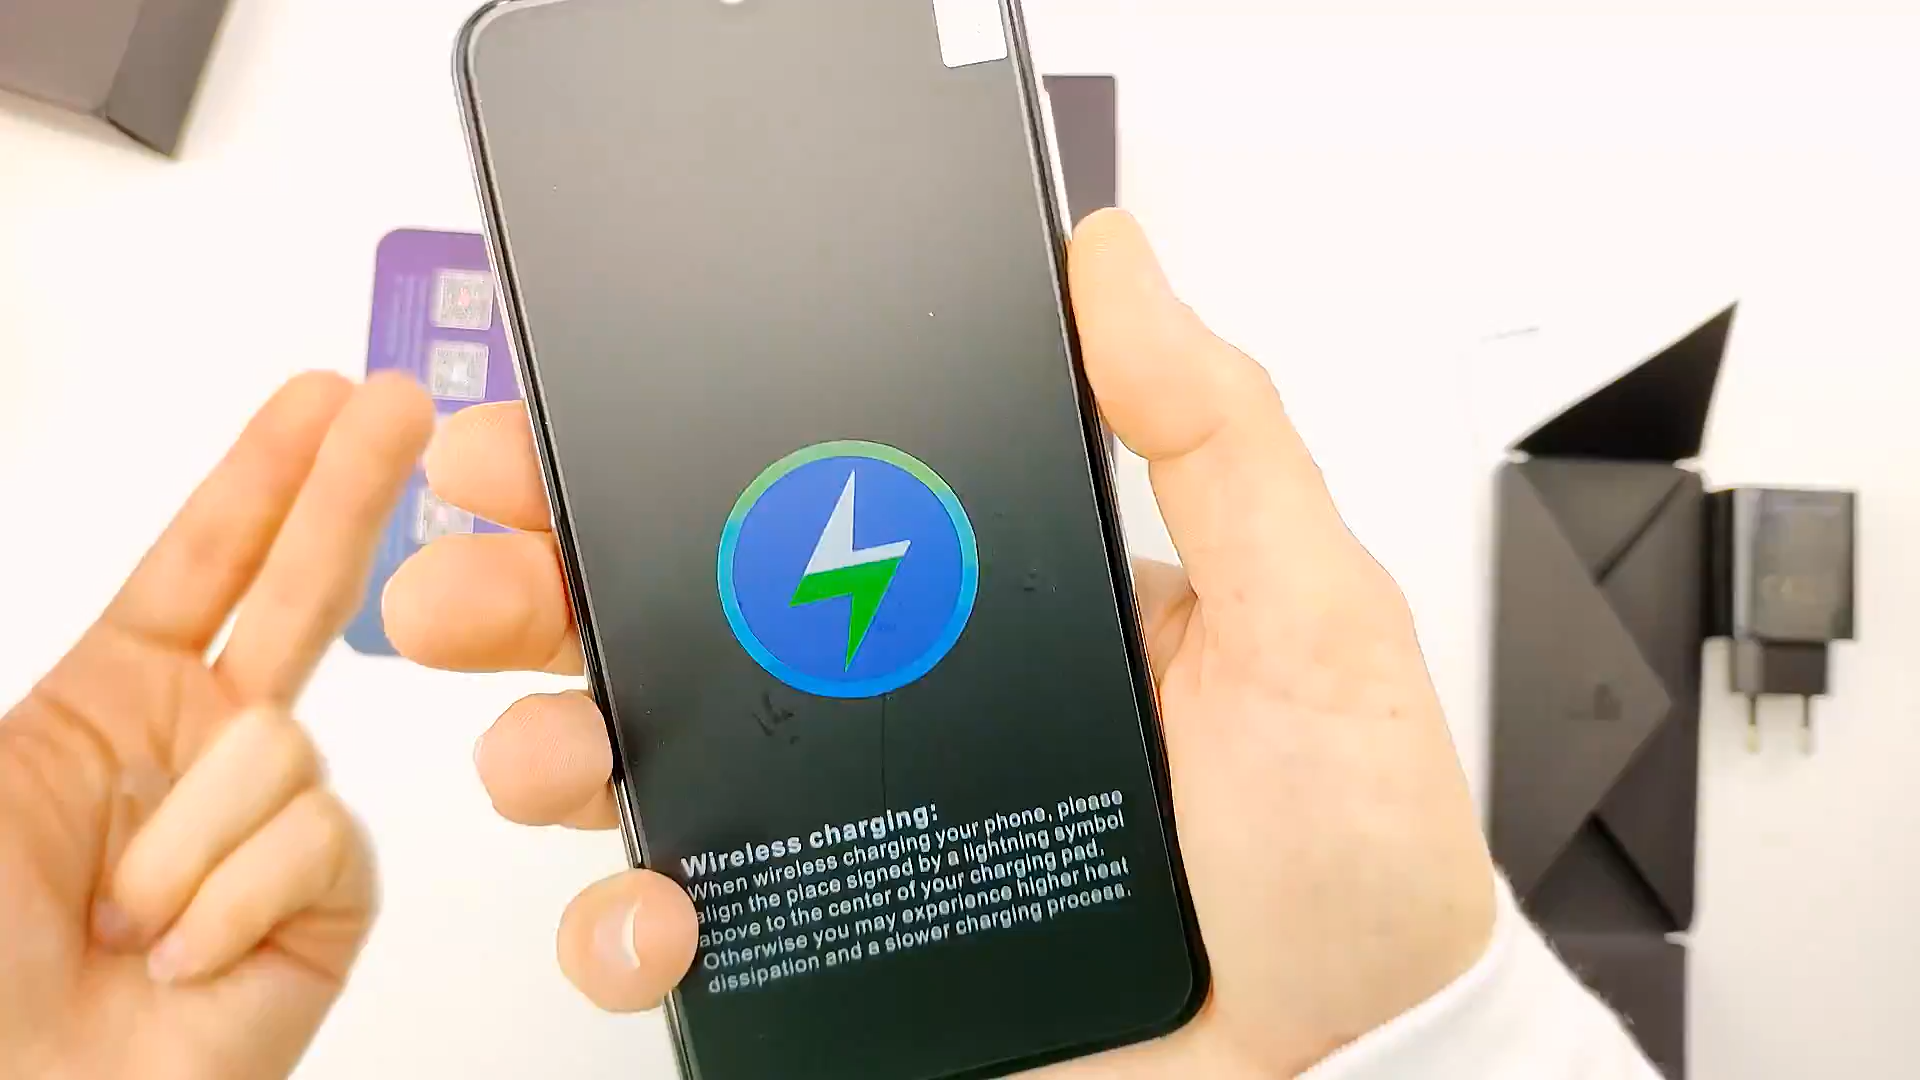 Wireless charging:
When wireless charging your phone, please
align the place signed by a lightning symbol
above to the center of your charging pad.
Otherwise you may experience higher heat
dissipation and a slower charging process.